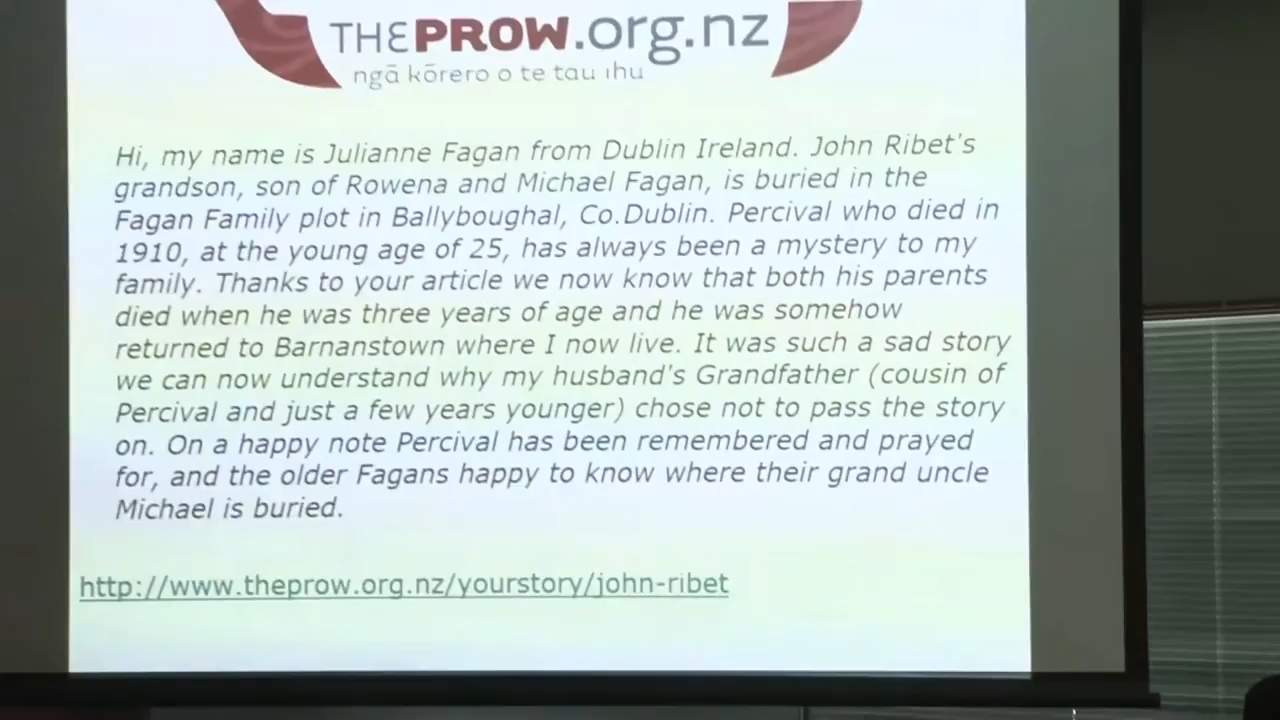 THEPROW.org.nz
ngā kōrero o te tau ihu
Hi, my name is Julianne Fagan from Dublin Ireland. John Ribet's
grandson, son of Rowena and Michael Fagan, is buried in the
Fagan Family plot in Ballyboughal, Co.Dublin. Percival who died in
1910, at the young age of 25, has always been a mystery to my
family. Thanks to your article we now know that both his parents
died when he was three years of age and he was somehow
returned to Barnanstown where I now live. It was such a sad story
we can now understand why my husband's Grandfather (cousin of
Percival and just a few years younger) chose not to pass the story
on. On a happy note Percival has been remembered and prayed
for, and the older Fagans happy to know where their grand uncle
Michael is buried.
http://www.theprow.org.nz/yourstory/john-ribet